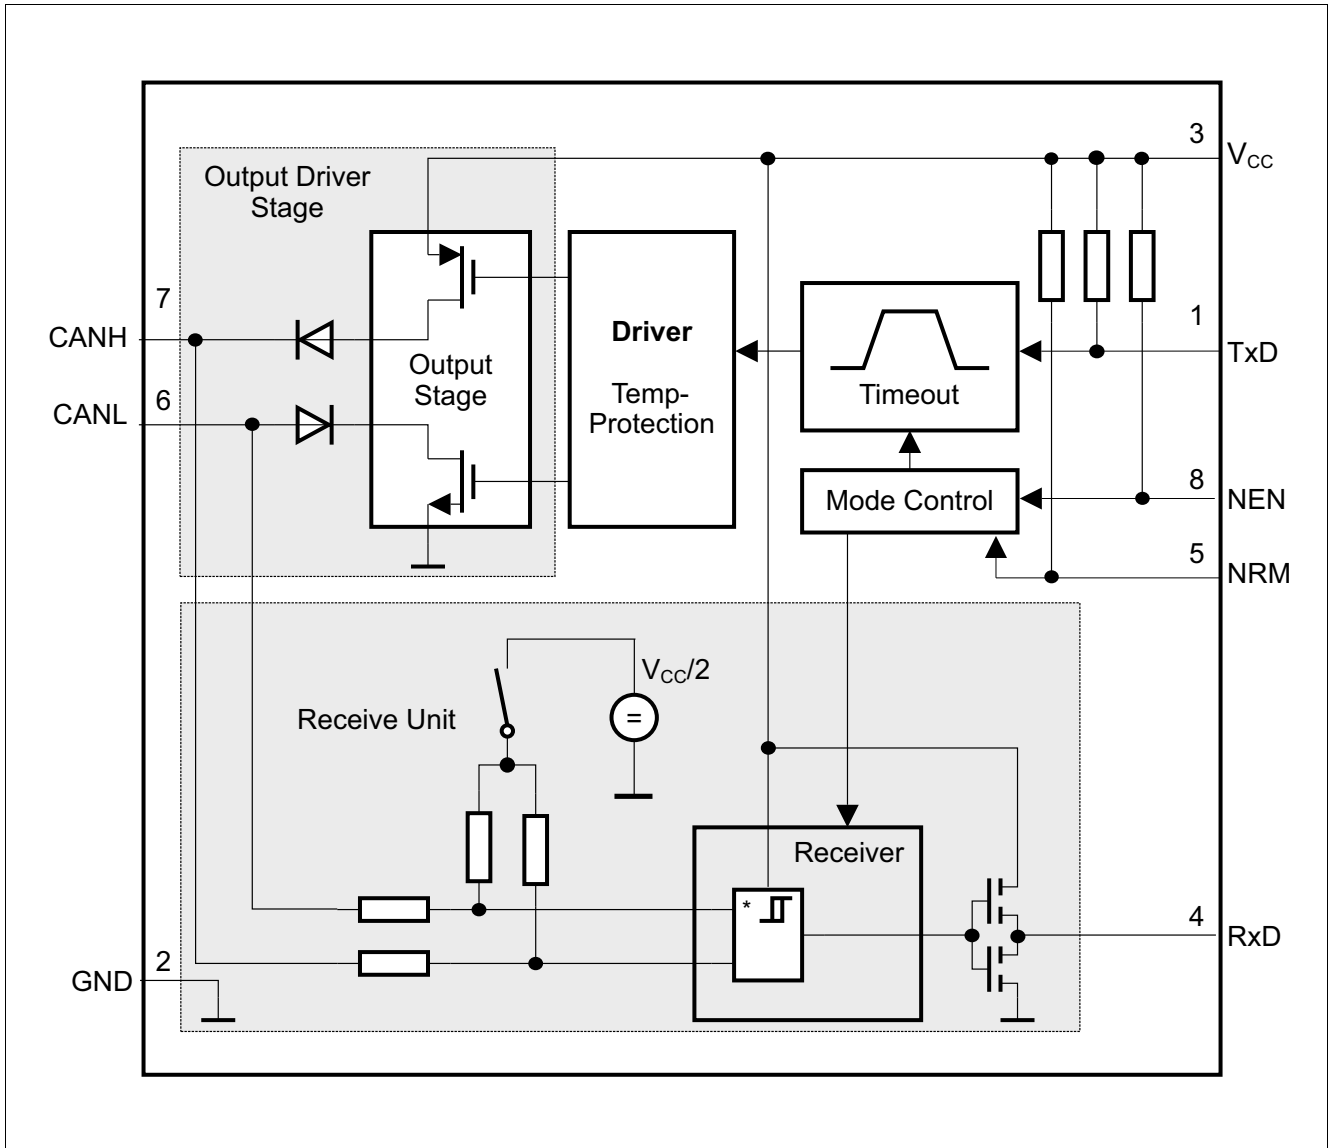 3
VCC
Output Driver
Stage
7
CANH
Output
Stage
Driver
Temp-
Protection
Timeout
1
TxD
6
CANL
Mode Control
8
NEN
5
NRM
VCC/2
=
Receive Unit
Receiver
*
4
RxD
2
GND